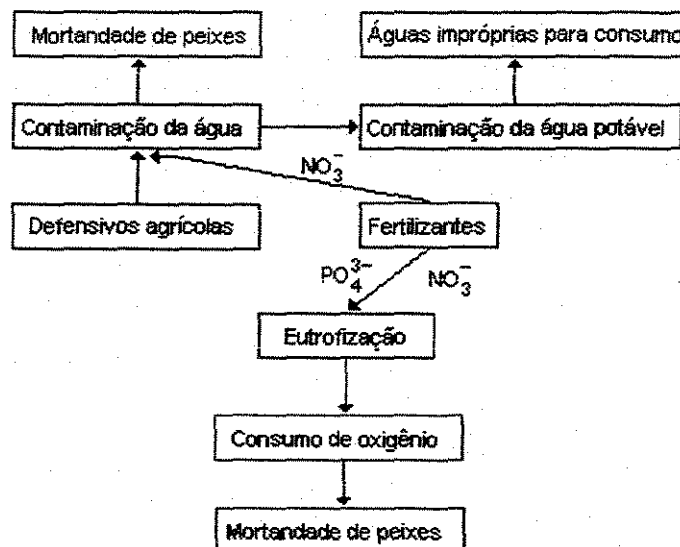 Mortandade de peixes
Águas impróprias para consumo
Contaminação da água
Contaminação da água potável
NO₃⁻
Defensivos agrícolas
Fertilizantes
PO₄³⁻
NO₃⁻
Eutrofização
Consumo de oxigênio
Mortandade de peixes